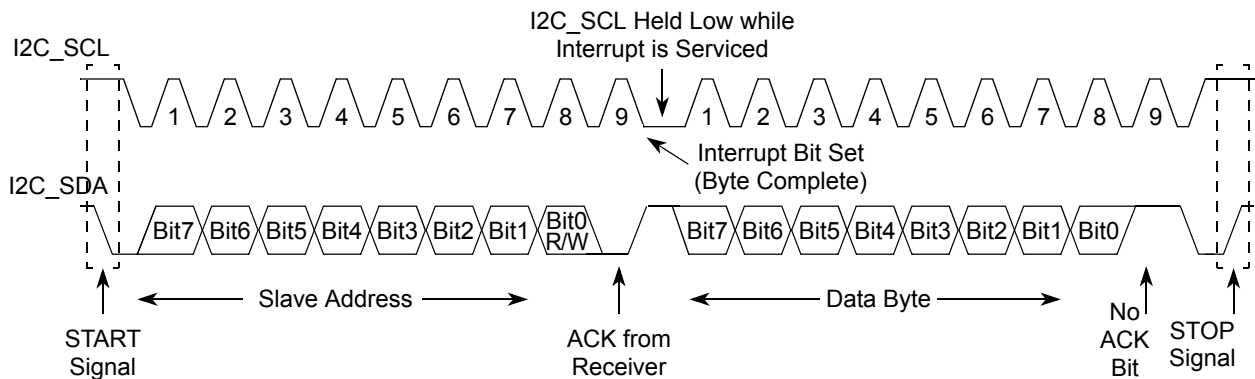 I2C_SCL Held Low while
Interrupt is Serviced
I2C_SCL
1 2 3 4 5 6 7 8 9 1 2 3 4 5 6 7 8 9
Interrupt Bit Set
(Byte Complete)
I2C_SDA
Bit7 Bit6 Bit5 Bit4 Bit3 Bit2 Bit1 Bit0 R/W Bit7 Bit6 Bit5 Bit4 Bit3 Bit2 Bit1 Bit0
Slave Address
Data Byte
START
Signal
ACK from
Receiver
No
ACK
Bit
STOP
Signal